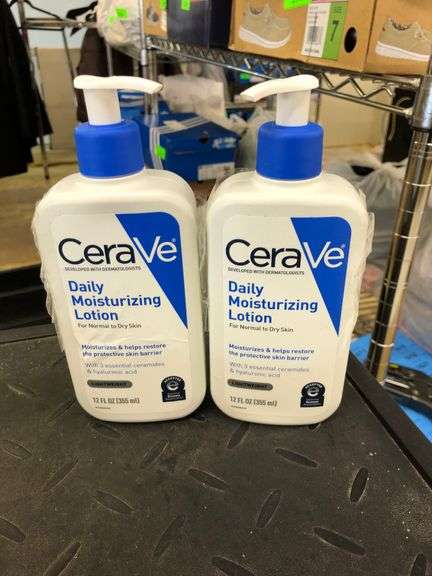 CeraVe
DEVELOPED WITH DERMATOLOGISTS
Daily
Moisturizing
Lotion
For Normal to Dry Skin
Moisturizes & helps restore
the protective skin barrier
With 3 essential ceramides
& hyaluronic acid
LIGHTWEIGHT
12 FL OZ (355 ml)
CeraVe
DEVELOPED WITH DERMATOLOGISTS
Daily
Moisturizing
Lotion
For Normal to Dry Skin
Moisturizes & helps restore
the protective skin barrier
With 3 essential ceramides
& hyaluronic acid
LIGHTWEIGHT
12 FL OZ (355 ml)